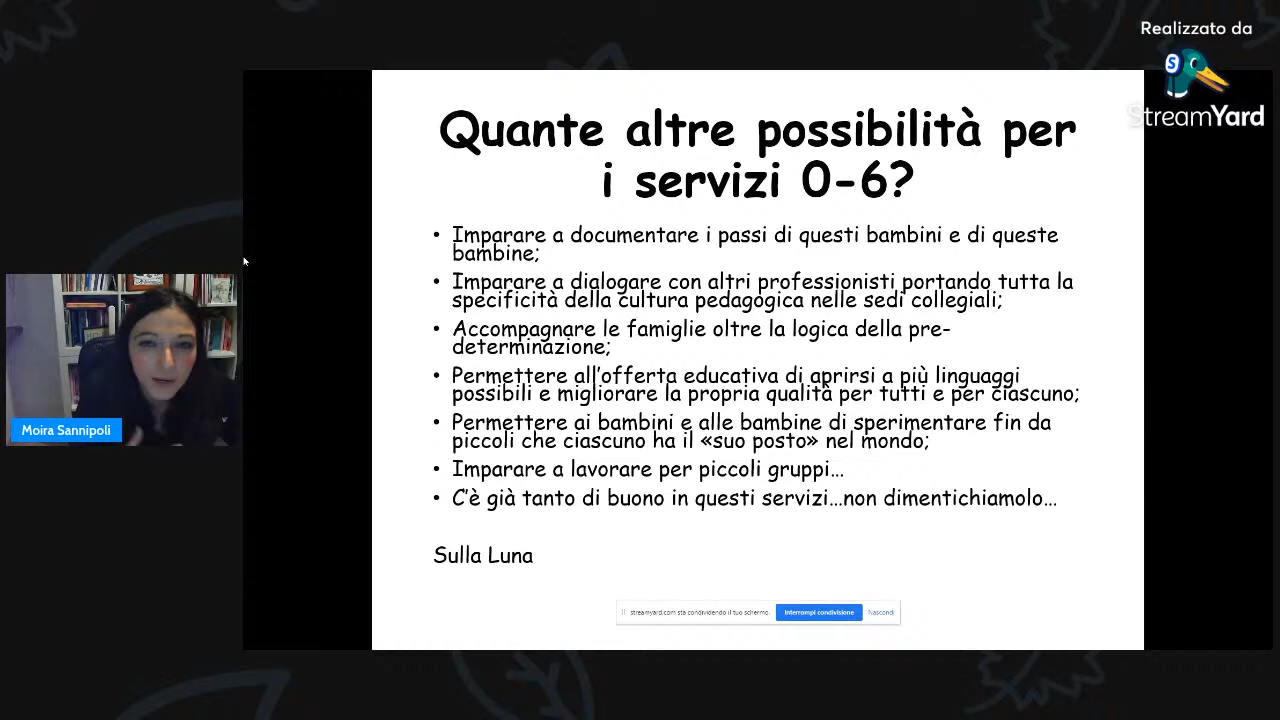 Realizzato da
StreamYard
Quante altre possibilità per
i servizi 0-6?
• Imparare a documentare i passi di questi bambini e di queste
bambine;
• Imparare a dialogare con altri professionisti portando tutta la
specificità della cultura pedagogica nelle sedi collegiali;
• Accompagnare le famiglie oltre la logica della pre-
determinazione;
• Permettere all'offerta educativa di aprirsi a più linguaggi
possibili e migliorare la propria qualità per tutti e per ciascuno;
• Permettere ai bambini e alle bambine di sperimentare fin da
piccoli che ciascuno ha il «suo posto» nel mondo;
• Imparare a lavorare per piccoli gruppi…
• C'è già tanto di buono in questi servizi…non dimentichiamolo…
Sulla Luna
Moira Sannipoli
streamyard.com sta condividendo il tuo schermo. Interrompi condivisione Nascondi